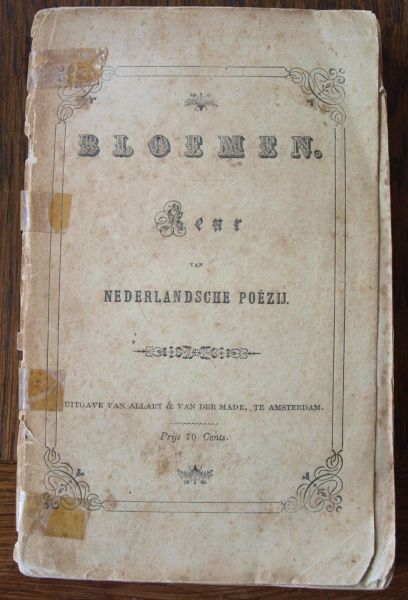 BLOEMEN.
Keur
VAN
NEDERLANDSCHE POËZIJ.
UITGAVE VAN ALLART & VAN DER MADE, TE AMSTERDAM.
Prijs 70 Cents.